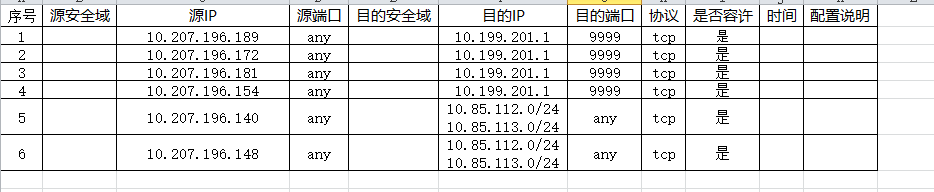 序号 源安全域 源IP 源端口 目的安全域 目的IP 目的端口 协议 是否容许 时间 配置说明
1 10.207.196.189 any 10.199.201.1 9999 tcp 是
2 10.207.196.172 any 10.199.201.1 9999 tcp 是
3 10.207.196.181 any 10.199.201.1 9999 tcp 是
4 10.207.196.154 any 10.199.201.1 9999 tcp 是
5 10.207.196.140 any 10.85.112.0/24 any tcp 是
10.85.113.0/24
6 10.207.196.148 any 10.85.112.0/24 any tcp 是
10.85.113.0/24